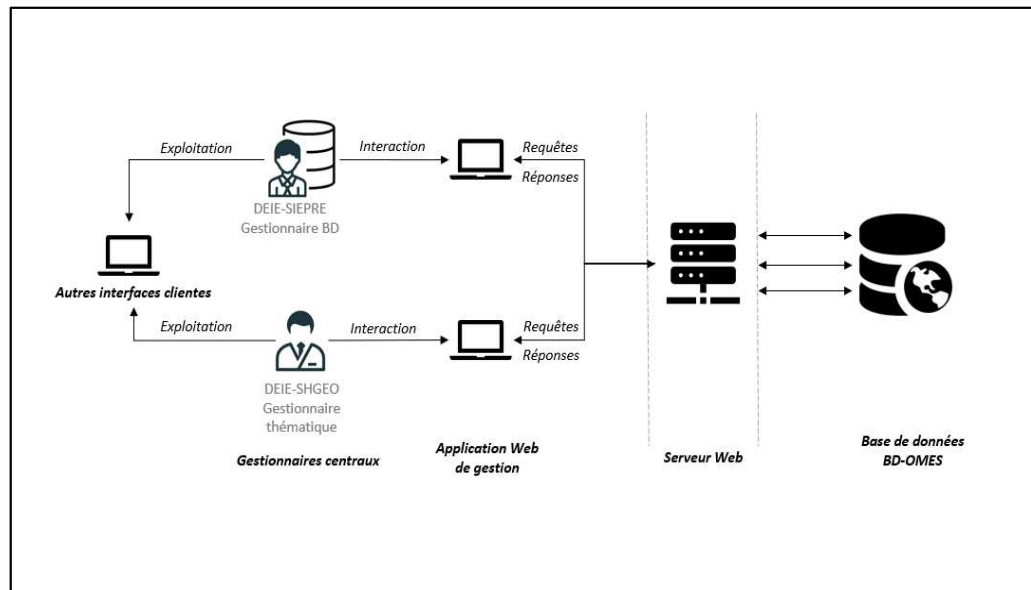 Exploitation
Interaction
Requêtes
Réponses
DEIE-SIEPRE
Gestionnaire BD
Autres interfaces clientes
Exploitation
Interaction
Requêtes
Réponses
DEIE-SHGEO
Gestionnaire
thématique
Gestionnaires centraux
Application Web
de gestion
Serveur Web
Base de données
BD-OMES